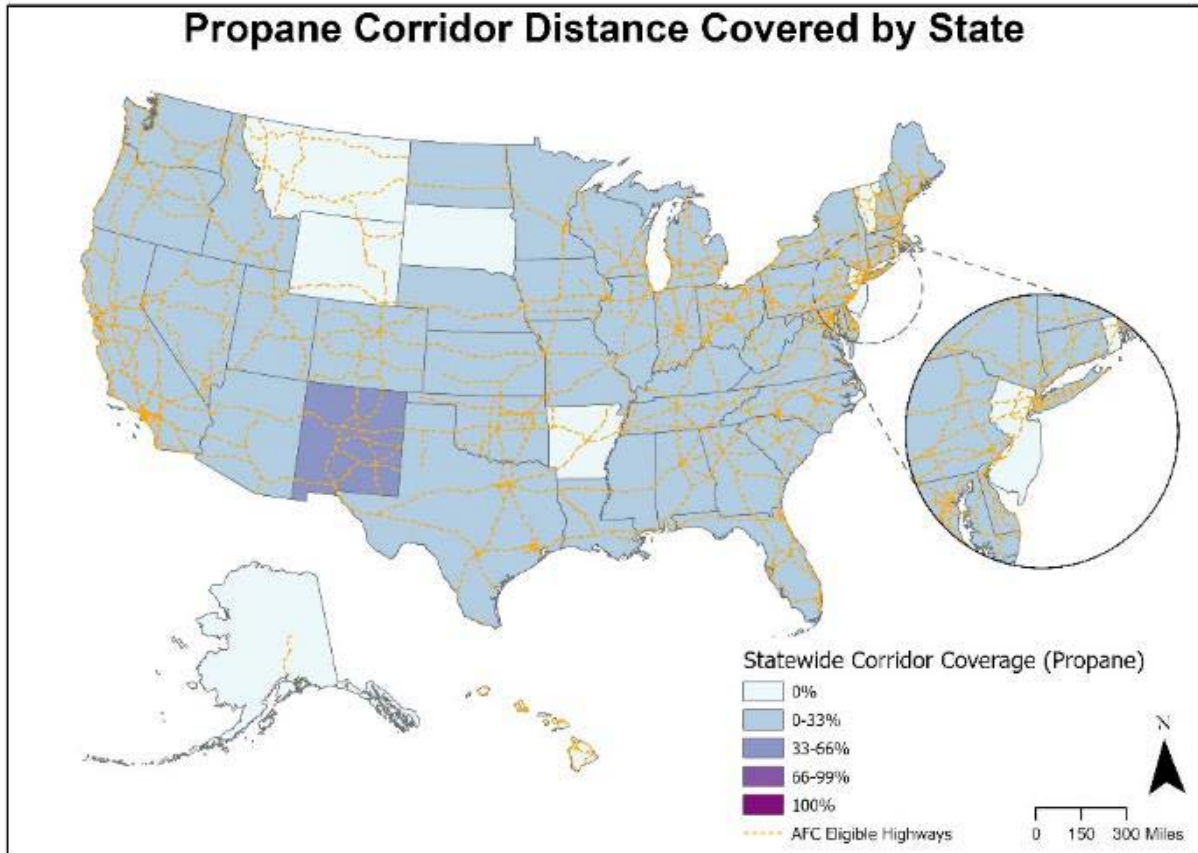 Propane Corridor Distance Covered by State
Statewide Corridor Coverage (Propane)
0%
0-33%
33-66%
66-99%
100%
AFC Eligible Highways
N
0 150 300 Miles